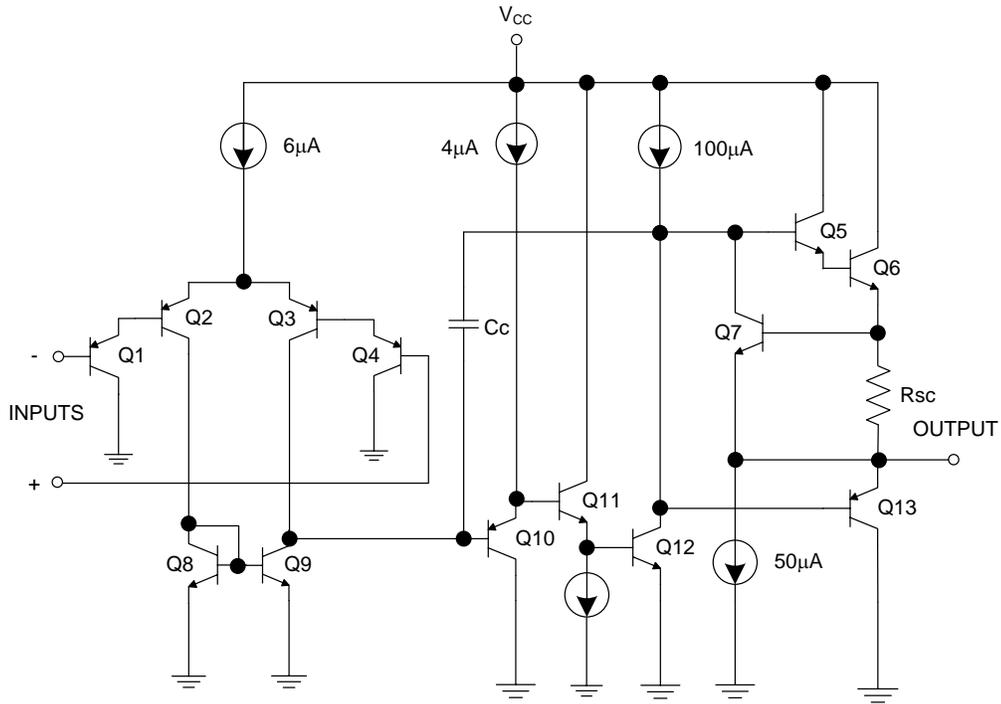 VCC
6μA
4μA
100μA
Q5
Q6
Q2
Q3
Q7
Cc
-
Q1
Q4
Rsc
INPUTS
OUTPUT
+
Q11
Q13
Q10
Q12
Q8
Q9
50μA